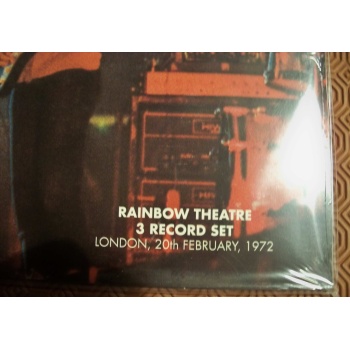 RAINBOW THEATRE
3 RECORD SET
LONDON, 20th FEBRUARY, 1972